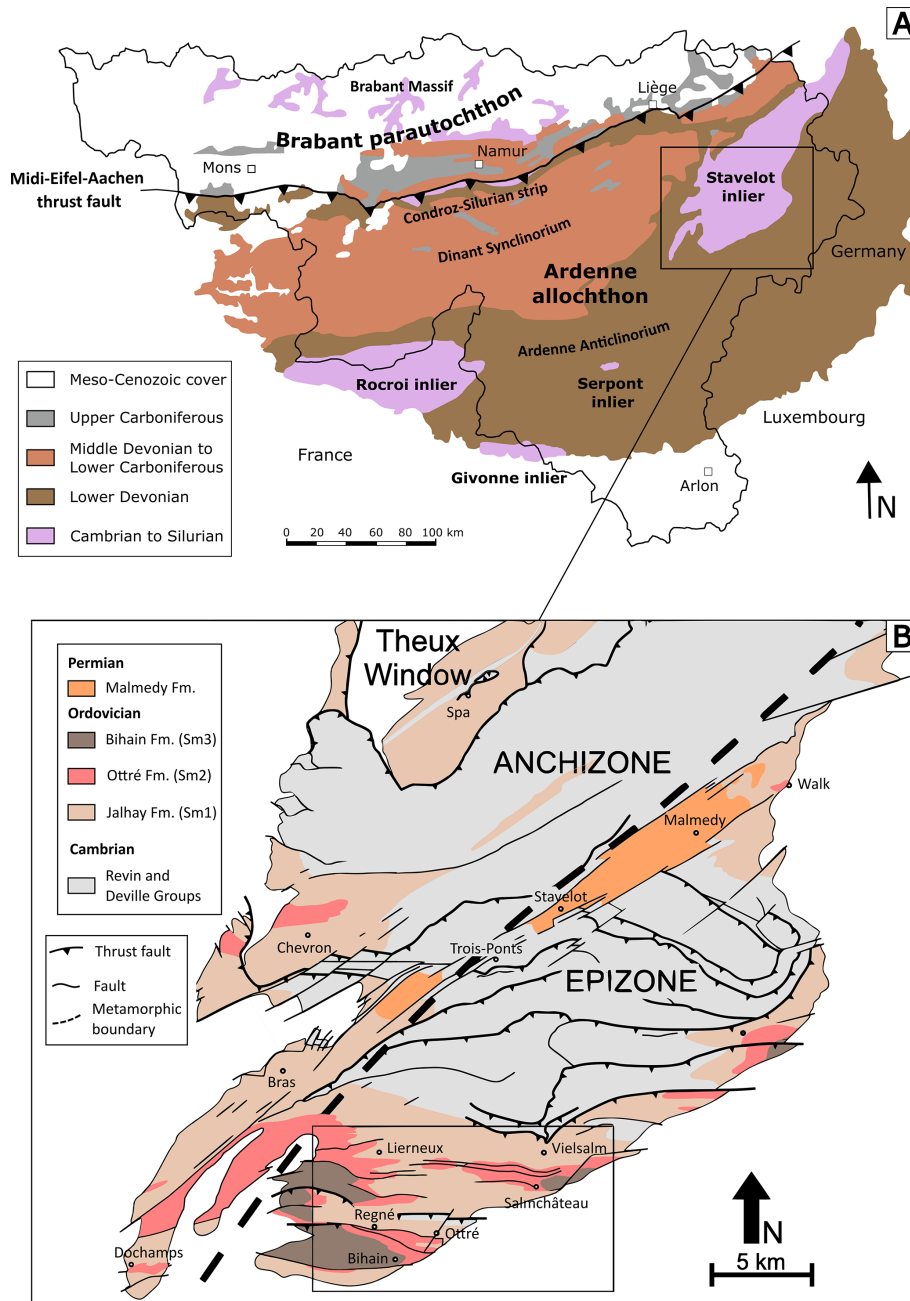 A
Brabant Massif
Liège
Brabant parautochthon
Namur
Mons
Midi-Eifel-Aachen
thrust fault
Stavelot
inlier
Condroz-Silurian strip
Dinant Synclinorium
Germany
Ardenne
allochthon
Ardenne Anticlinorium
Rocroi inlier
Serpont
inlier
Luxembourg
France
Givonne inlier
Arlon
N
Meso-Cenozoic cover
Upper Carboniferous
Middle Devonian to
Lower Carboniferous
Lower Devonian
Cambrian to Silurian
0 20 40 60 80 100 km
B
Permian
Malmedy Fm.
Ordovician
Bihain Fm. (Sm3)
Ottré Fm. (Sm2)
Jalhay Fm. (Sm1)
Cambrian
Revin and
Deville Groups
Thrust fault
Fault
Metamorphic
boundary
Theux
Window
Spa
ANCHIZONE
Walk
Malmedy
Stavelot
Chevron
Trois-Ponts
EPIZONE
Bras
Lierneux
Vielsalm
Salmchâteau
Regné
Ottré
Dochamps
Bihain
N
5 km